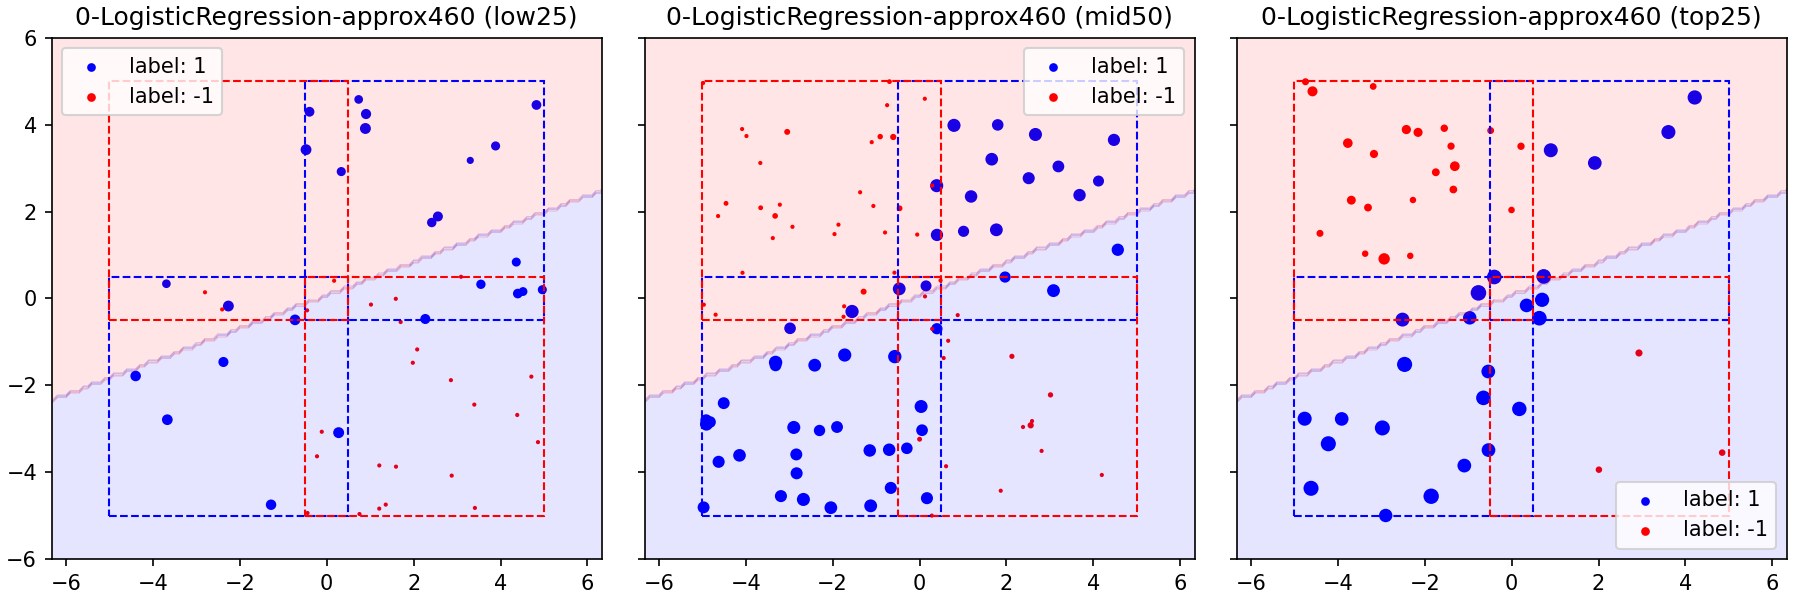 0-LogisticRegression-approx460 (low25)
0-LogisticRegression-approx460 (mid50)
0-LogisticRegression-approx460 (top25)
label: 1
label: -1
label: 1
label: -1
label: 1
label: -1
6
4
2
0
−2
−4
−6
−6 −4 −2 0 2 4 6
−6 −4 −2 0 2 4 6
−6 −4 −2 0 2 4 6